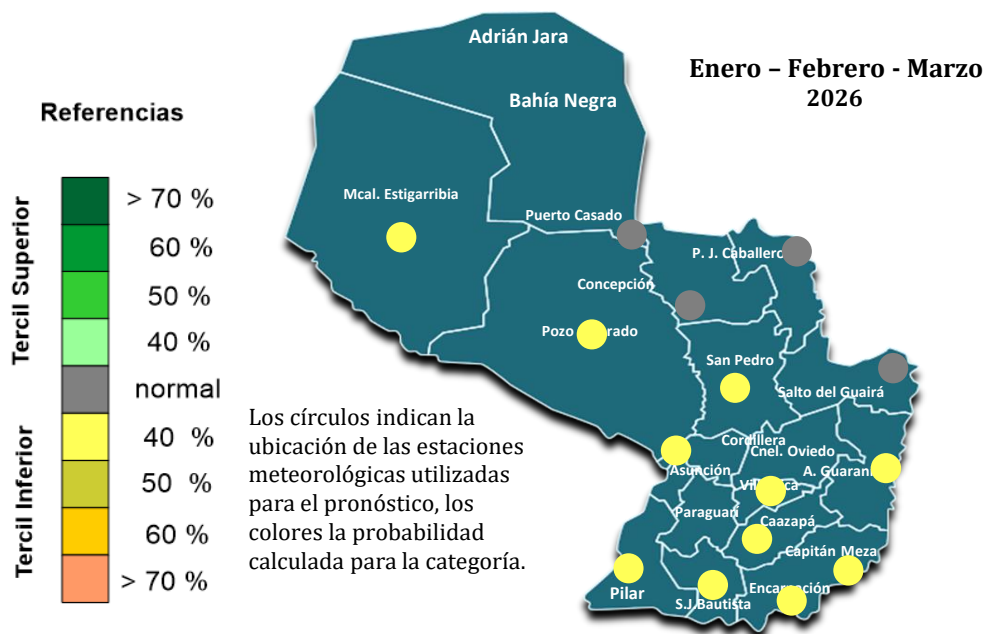 Adrián Jara
Enero – Febrero - Marzo
2026
Bahía Negra
Referencias
Tercil Superior
> 70 %
60 %
50 %
40 %
normal
Tercil Inferior
40 %
50 %
60 %
> 70 %
Mcal. Estigarribia
Puerto Casado
P. J. Caballero
Concepción
Pozo
San Pedro
Salto del Guairá
Cordillera
Cnel. Oviedo
Asunción
A. Guaraní
Paraguarí
Caazapá
Capitán Meza
Pilar
S.J.Bautista
Los círculos indican la
ubicación de las estaciones
meteorológicas utilizadas
para el pronóstico, los
colores la probabilidad
calculada para la categoría.